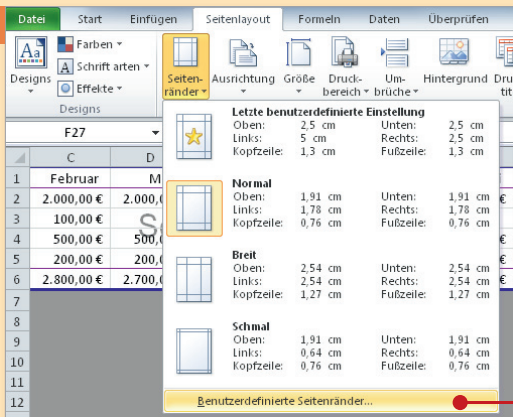 Datei Start Einfügen Seitenlayout Formeln Daten Überprüfen
Aa Farben Seiten- Ausrichtung Größe Druck- Um- Hintergrund
Designs A Schriftarten ränder bereich brüche
Effekte
Designs
F27
Letzte benutzerdefinierte Einstellung
Oben: 2,5 cm Unten: 2,5 cm
Links: 5 cm Rechts: 2,5 cm
Kopfzeile: 1,3 cm Fußzeile: 1,3 cm
Normal
Oben: 1,91 cm Unten: 1,91 cm
Links: 1,78 cm Rechts: 1,78 cm
Kopfzeile: 0,76 cm Fußzeile: 0,76 cm
Breit
Oben: 2,54 cm Unten: 2,54 cm
Links: 2,54 cm Rechts: 2,54 cm
Kopfzeile: 1,27 cm Fußzeile: 1,27 cm
Schmal
Oben: 1,91 cm Unten: 1,91 cm
Links: 0,64 cm Rechts: 0,64 cm
Kopfzeile: 0,76 cm Fußzeile: 0,76 cm
Benutzerdefinierte Seitenränder...
C D
1 Februar M
2 2.000,00 € 2.000,0 €
3 100,00 €
4 500,00 € 500,0 €
5 200,00 € 200,0 €
6 2.800,00 € 2.700,0 €
7
8
9
10
11
12